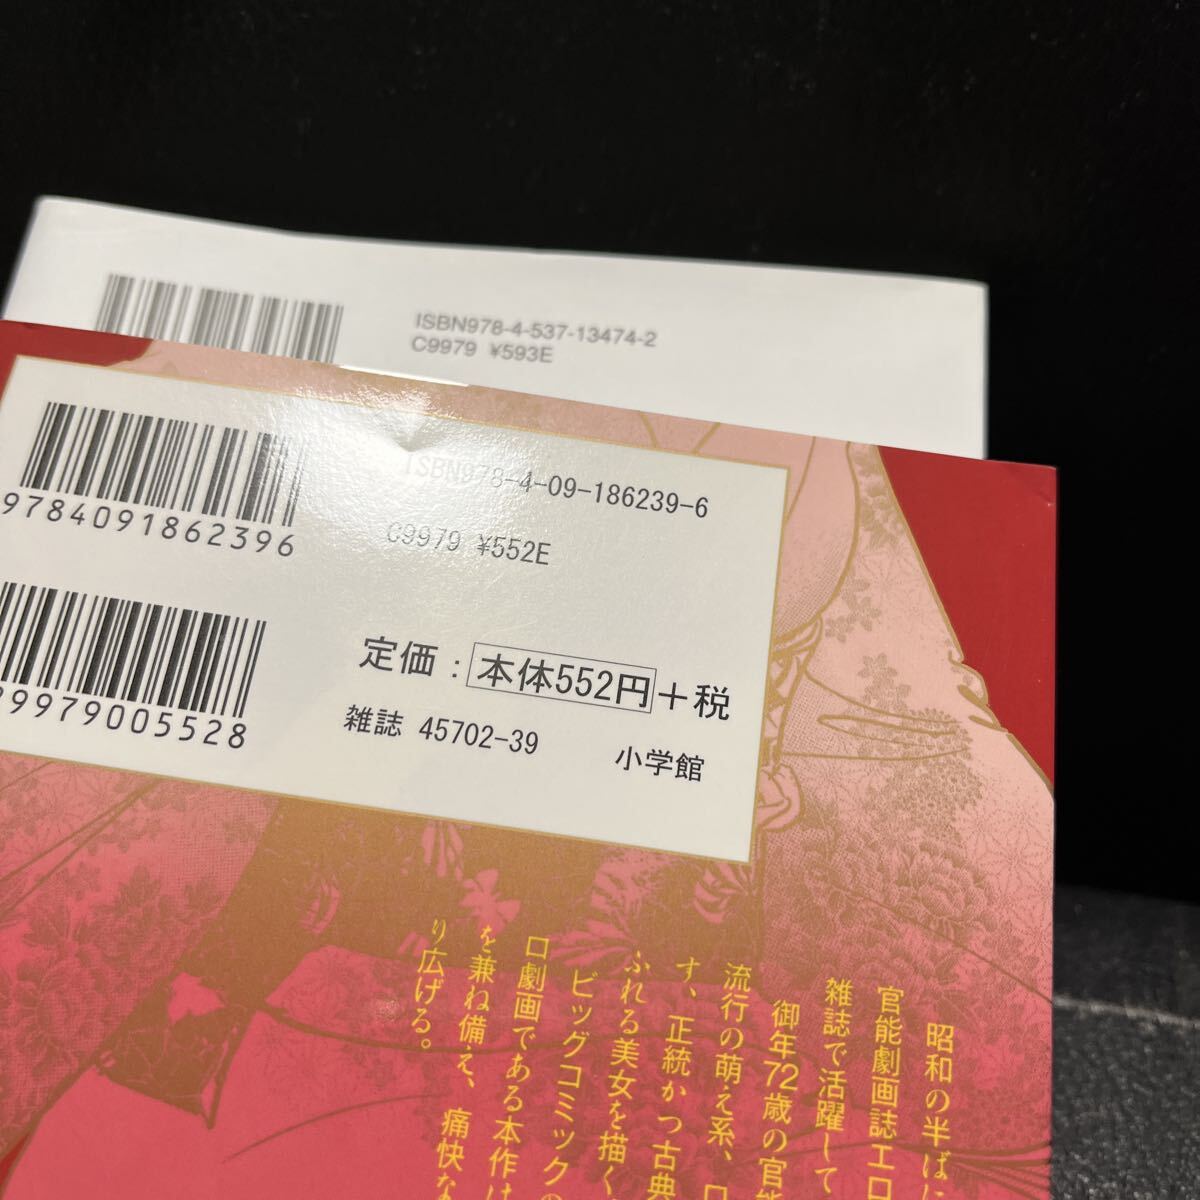 ISBN978-4-537-13474-2
C9979 ¥593E
ISBN978-4-09-186239-6
9784091862396
C9979 ¥552E
定価：本体552円＋税
9979005528
雑誌 45702-39
小学館
昭和の半ばに
官能劇画誌エロ
雑誌で活躍して
御年72歳の官能
流行の萌え系、ロ
す、正統かつ古典
ふれる美女を描く
ビッグコミックの
ロ劇画である本作は
を兼ね備え、痛快な
り広げる。